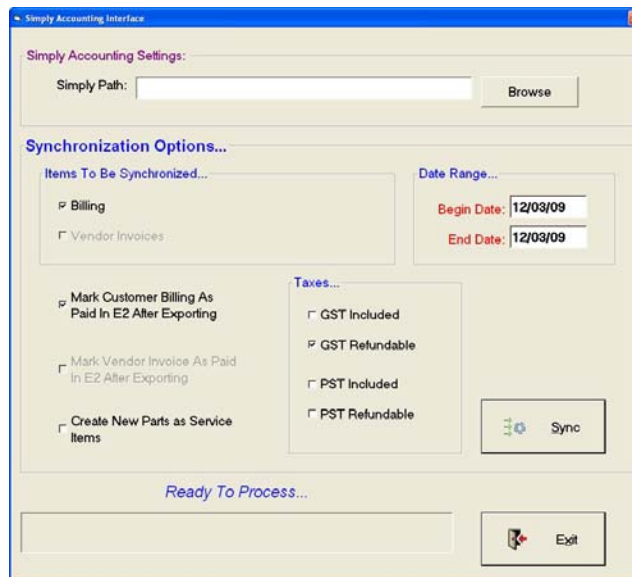 Simply Accounting Interface
Simply Accounting Settings:
Simply Path:
Browse
Synchronization Options...
Items To Be Synchronized...
Billing
Vendor Invoices
Date Range...
Begin Date: 12/03/09
End Date: 12/03/09
Mark Customer Billing As
Paid In E2 After Exporting
Mark Vendor Invoice As Paid
In E2 After Exporting
Create New Parts as Service
Items
Taxes...
GST Included
GST Refundable
PST Included
PST Refundable
Sync
Ready To Process...
Exit